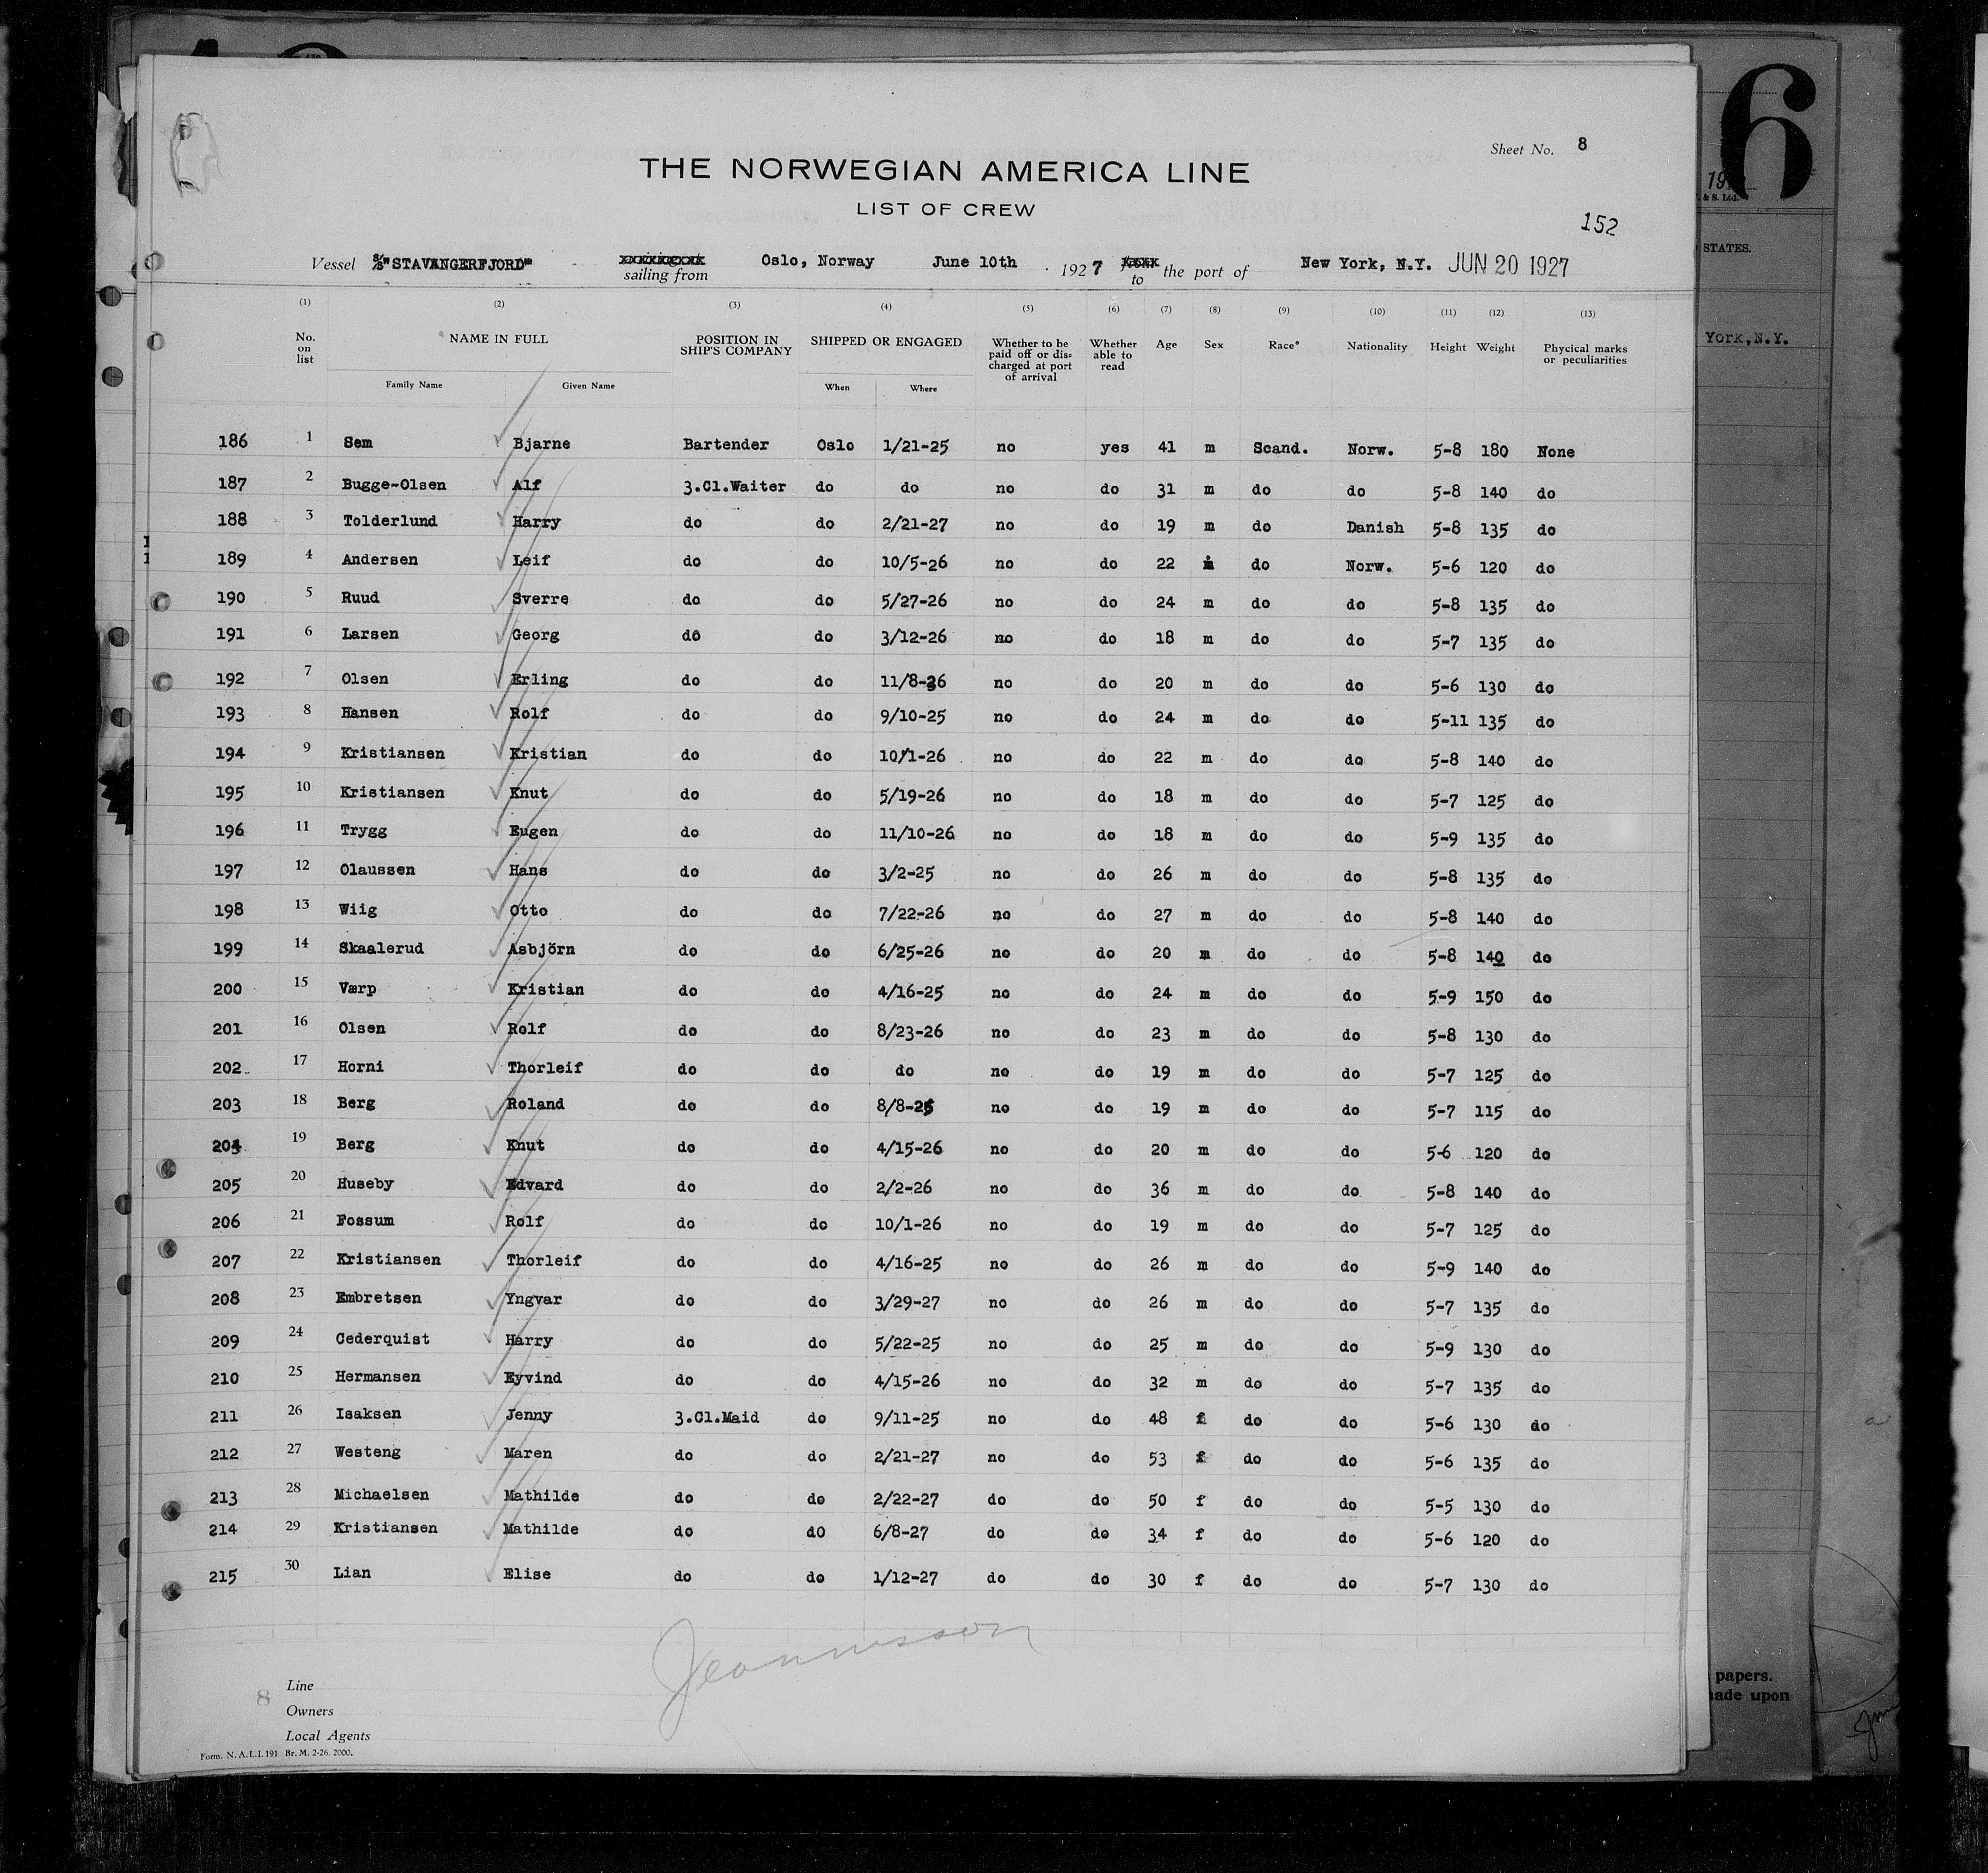 Sheet No. 8
THE NORWEGIAN AMERICA LINE
LIST OF CREW
152
Vessel S/S "STAVANGERFJORD" sailing from Oslo, Norway June 10th 1927 to the port of New York, N.Y. JUN 20 1927
(1) (2) (3) (4) (5) (6) (7) (8) (9) (10) (11) (12) (13)
No. on list NAME IN FULL POSITION IN SHIP'S COMPANY SHIPPED OR ENGAGED Whether to be paid off or dis=charged at port of arrival Whether able to read Age Sex Race* Nationality Height Weight Phycical marks or peculiarities
Family Name Given Name When Where
186 1 Sem Bjarne Bartender Oslo 1/21-25 no yes 41 m Scand. Norw. 5-8 180 None
187 2 Bugge-Olsen Alf 3.Cl.Waiter do do no do 31 m do do 5-8 140 do
188 3 Tolderlund Harry do do 2/21-27 no do 19 m do Danish 5-8 135 do
189 4 Andersen Leif do do 10/5-26 no do 22 m do Norw. 5-6 120 do
190 5 Ruud Sverre do do 5/27-26 no do 24 m do do 5-8 135 do
191 6 Larsen Georg do do 3/12-26 no do 18 m do do 5-7 135 do
192 7 Olsen Erling do do 11/8-26 no do 20 m do do 5-6 130 do
193 8 Hansen Rolf do do 9/10-25 no do 24 m do do 5-11 135 do
194 9 Kristiansen Kristian do do 10/1-26 no do 22 m do do 5-8 140 do
195 10 Kristiansen Knut do do 5/19-26 no do 18 m do do 5-7 125 do
196 11 Trygg Eugen do do 11/10-26 no do 18 m do do 5-9 135 do
197 12 Olaussen Hans do do 3/2-25 no do 26 m do do 5-8 135 do
198 13 Wiig Otto do do 7/22-26 no do 27 m do do 5-8 140 do
199 14 Skaalerud Asbjörn do do 6/25-26 no do 20 m do do 5-8 140 do
200 15 Værp Kristian do do 4/16-25 no do 24 m do do 5-9 150 do
201 16 Olsen Rolf do do 8/23-26 no do 23 m do do 5-8 130 do
202 17 Horni Thorleif do do do no do 19 m do do 5-7 125 do
203 18 Berg Roland do do 8/8-25 no do 19 m do do 5-7 115 do
204 19 Berg Knut do do 4/15-26 no do 20 m do do 5-6 120 do
205 20 Huseby Edvard do do 2/2-26 no do 36 m do do 5-8 140 do
206 21 Fossum Rolf do do 10/1-26 no do 19 m do do 5-7 125 do
207 22 Kristiansen Thorleif do do 4/16-25 no do 26 m do do 5-9 140 do
208 23 Embretsen Yngvar do do 3/29-27 no do 26 m do do 5-7 135 do
209 24 Cederquist Harry do do 5/22-25 no do 25 m do do 5-9 130 do
210 25 Hermansen Eyvind do do 4/15-26 no do 32 m do do 5-7 135 do
211 26 Isaksen Jenny 3.Cl.Maid do 9/11-25 no do 48 f do do 5-6 130 do
212 27 Westeng Maren do do 2/21-27 no do 53 f do do 5-6 135 do
213 28 Michaelsen Mathilde do do 2/22-27 do do 50 f do do 5-5 130 do
214 29 Kristiansen Mathilde do do 6/8-27 do do 34 f do do 5-6 120 do
215 30 Lian Elise do do 1/12-27 do do 30 f do do 5-7 130 do
8
Line
Owners
Local Agents
Form. N. A. L. I. 191 Br. M. 2-26. 2000.
6
& S. Ltd.
STATES.
York, N.Y.
papers.
made upon